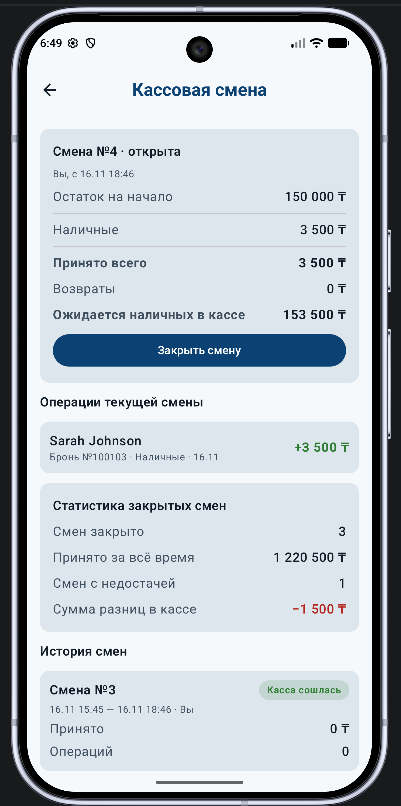 6:49
Кассовая смена
Смена №4 · открыта
Вы, с 16.11 18:46
Остаток на начало 150 000 ₸
Наличные 3 500 ₸
Принято всего 3 500 ₸
Возвраты 0 ₸
Ожидается наличных в кассе 153 500 ₸
Закрыть смену
Операции текущей смены
Sarah Johnson +3 500 ₸
Бронь №100103 · Наличные · 16.11
Статистика закрытых смен
Смен закрыто 3
Принято за всё время 1 220 500 ₸
Смен с недостачей 1
Сумма разниц в кассе −1 500 ₸
История смен
Смена №3 Касса сошлась
16.11 15:45 — 16.11 18:46 · Вы
Принято 0 ₸
Операций 0